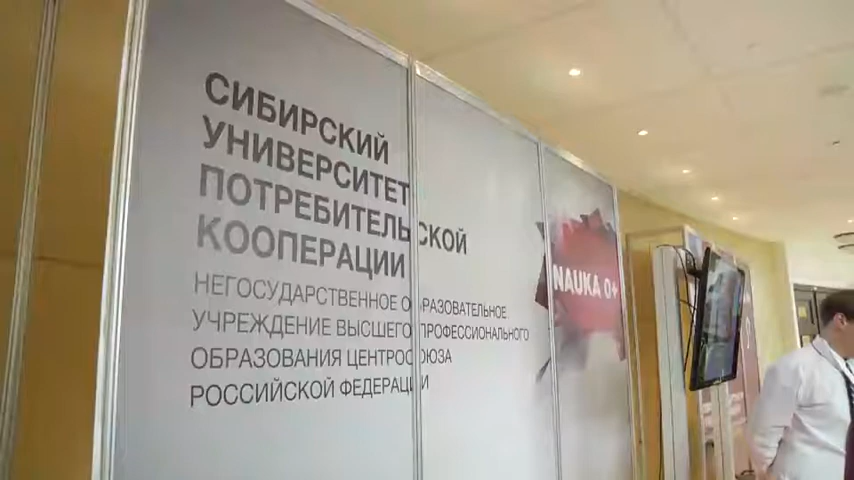 СИБИРСКИЙ
УНИВЕРСИТЕТ
ПОТРЕБИТЕЛЬСКОЙ
КООПЕРАЦИИ
НЕГОСУДАРСТВЕННОЕ ОБРАЗОВАТЕЛЬНОЕ
УЧРЕЖДЕНИЕ ВЫСШЕГО ПРОФЕССИОНАЛЬНОГО
ОБРАЗОВАНИЯ ЦЕНТРОСОЮЗА
РОССИЙСКОЙ ФЕДЕРАЦИИ
NAUKA 0+